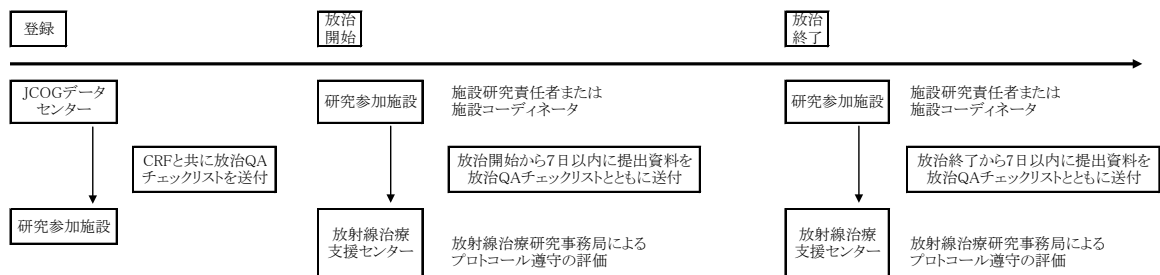 登録
放治
開始
放治
終了
JCOGデータ
センター
研究参加施設
施設研究責任者または
施設コーディネータ
研究参加施設
施設研究責任者または
施設コーディネータ
CRFと共に放治QA
チェックリストを送付
放治開始から7日以内に提出資料を
放治QAチェックリストとともに送付
放治終了から7日以内に提出資料を
放治QAチェックリストとともに送付
研究参加施設
放射線治療
支援センター
放射線治療研究事務局による
プロトコール遵守の評価
放射線治療
支援センター
放射線治療研究事務局による
プロトコール遵守の評価